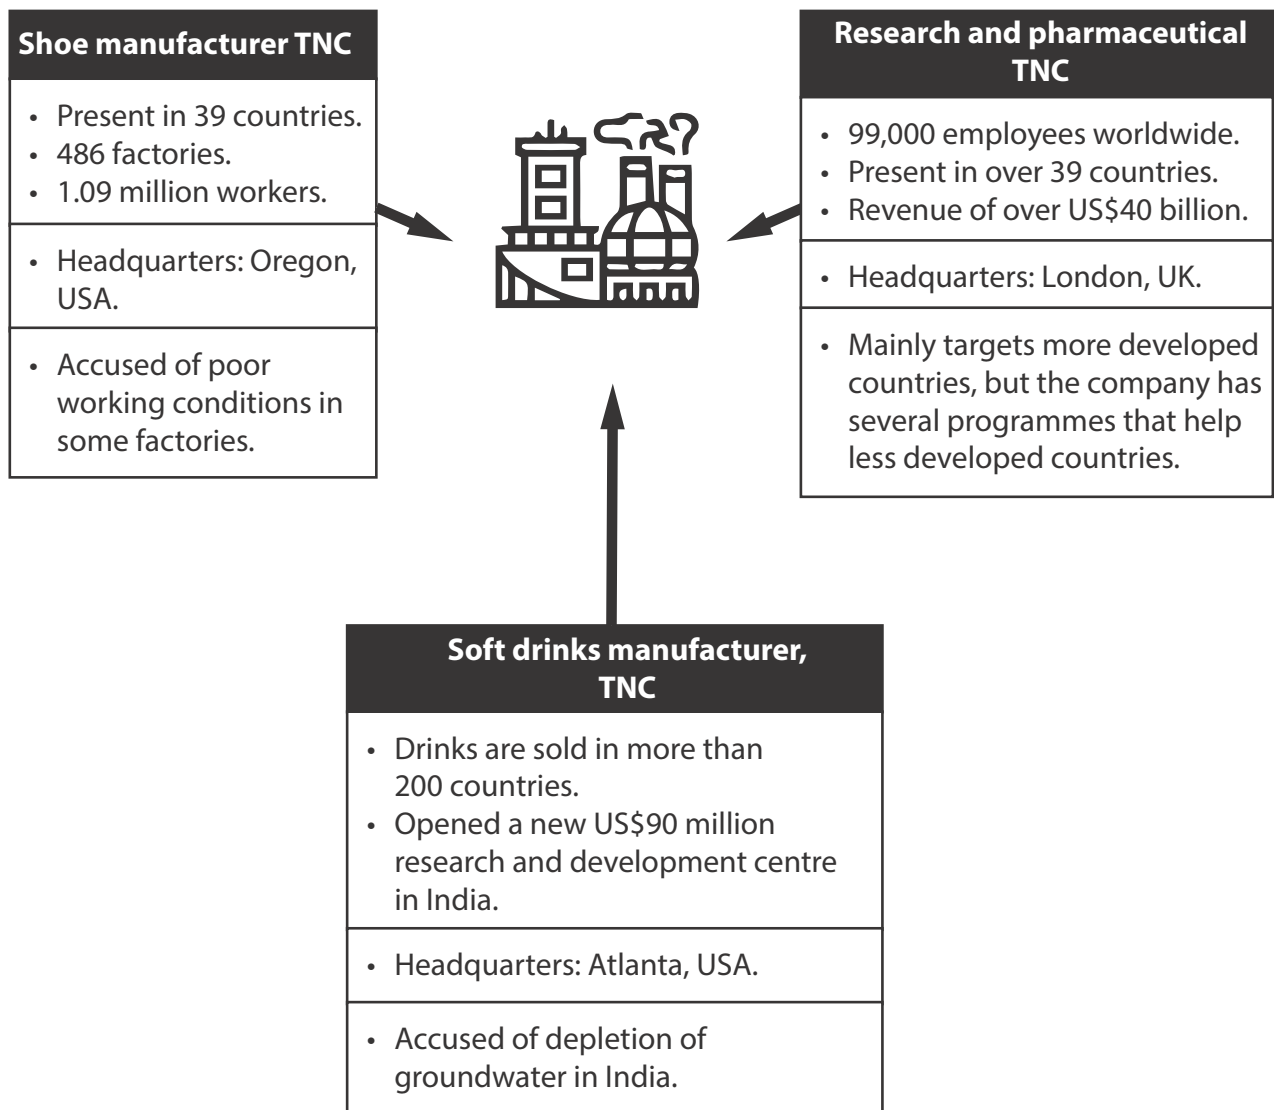 Shoe manufacturer TNC
• Present in 39 countries.
• 486 factories.
• 1.09 million workers.
• Headquarters: Oregon,
USA.
• Accused of poor
working conditions in
some factories.
Research and pharmaceutical
TNC
• 99,000 employees worldwide.
• Present in over 39 countries.
• Revenue of over US$40 billion.
• Headquarters: London, UK.
• Mainly targets more developed
countries, but the company has
several programmes that help
less developed countries.
Soft drinks manufacturer,
TNC
• Drinks are sold in more than
200 countries.
• Opened a new US$90 million
research and development centre
in India.
• Headquarters: Atlanta, USA.
• Accused of depletion of
groundwater in India.